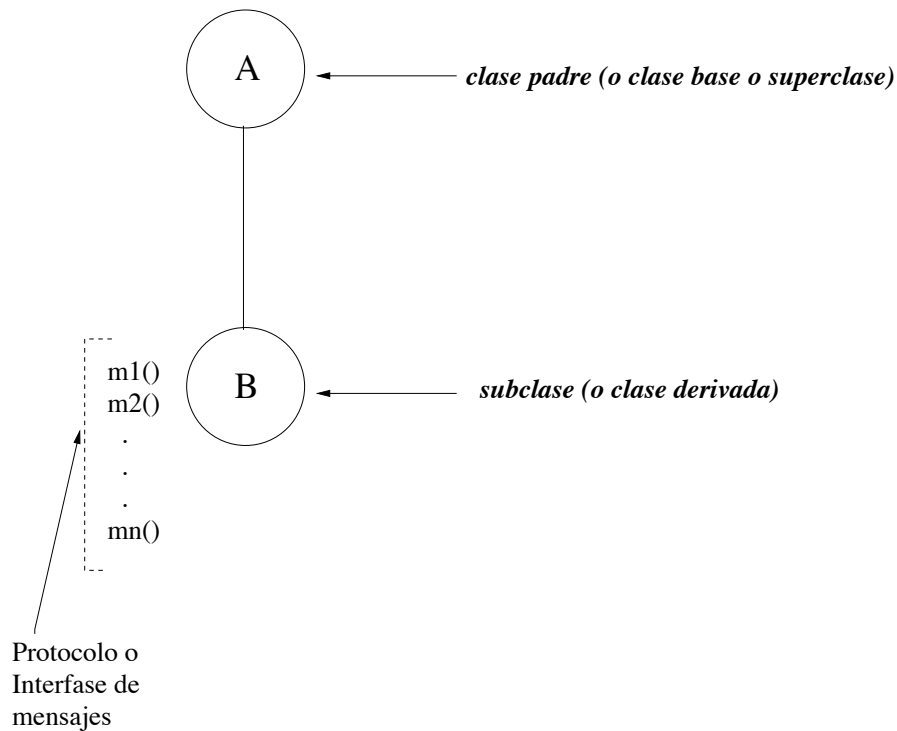 A
clase padre (o clase base o superclase)
m1()
m2()
.
.
.
mn()
B
subclase (o clase derivada)
Protocolo o
Interfase de
mensajes